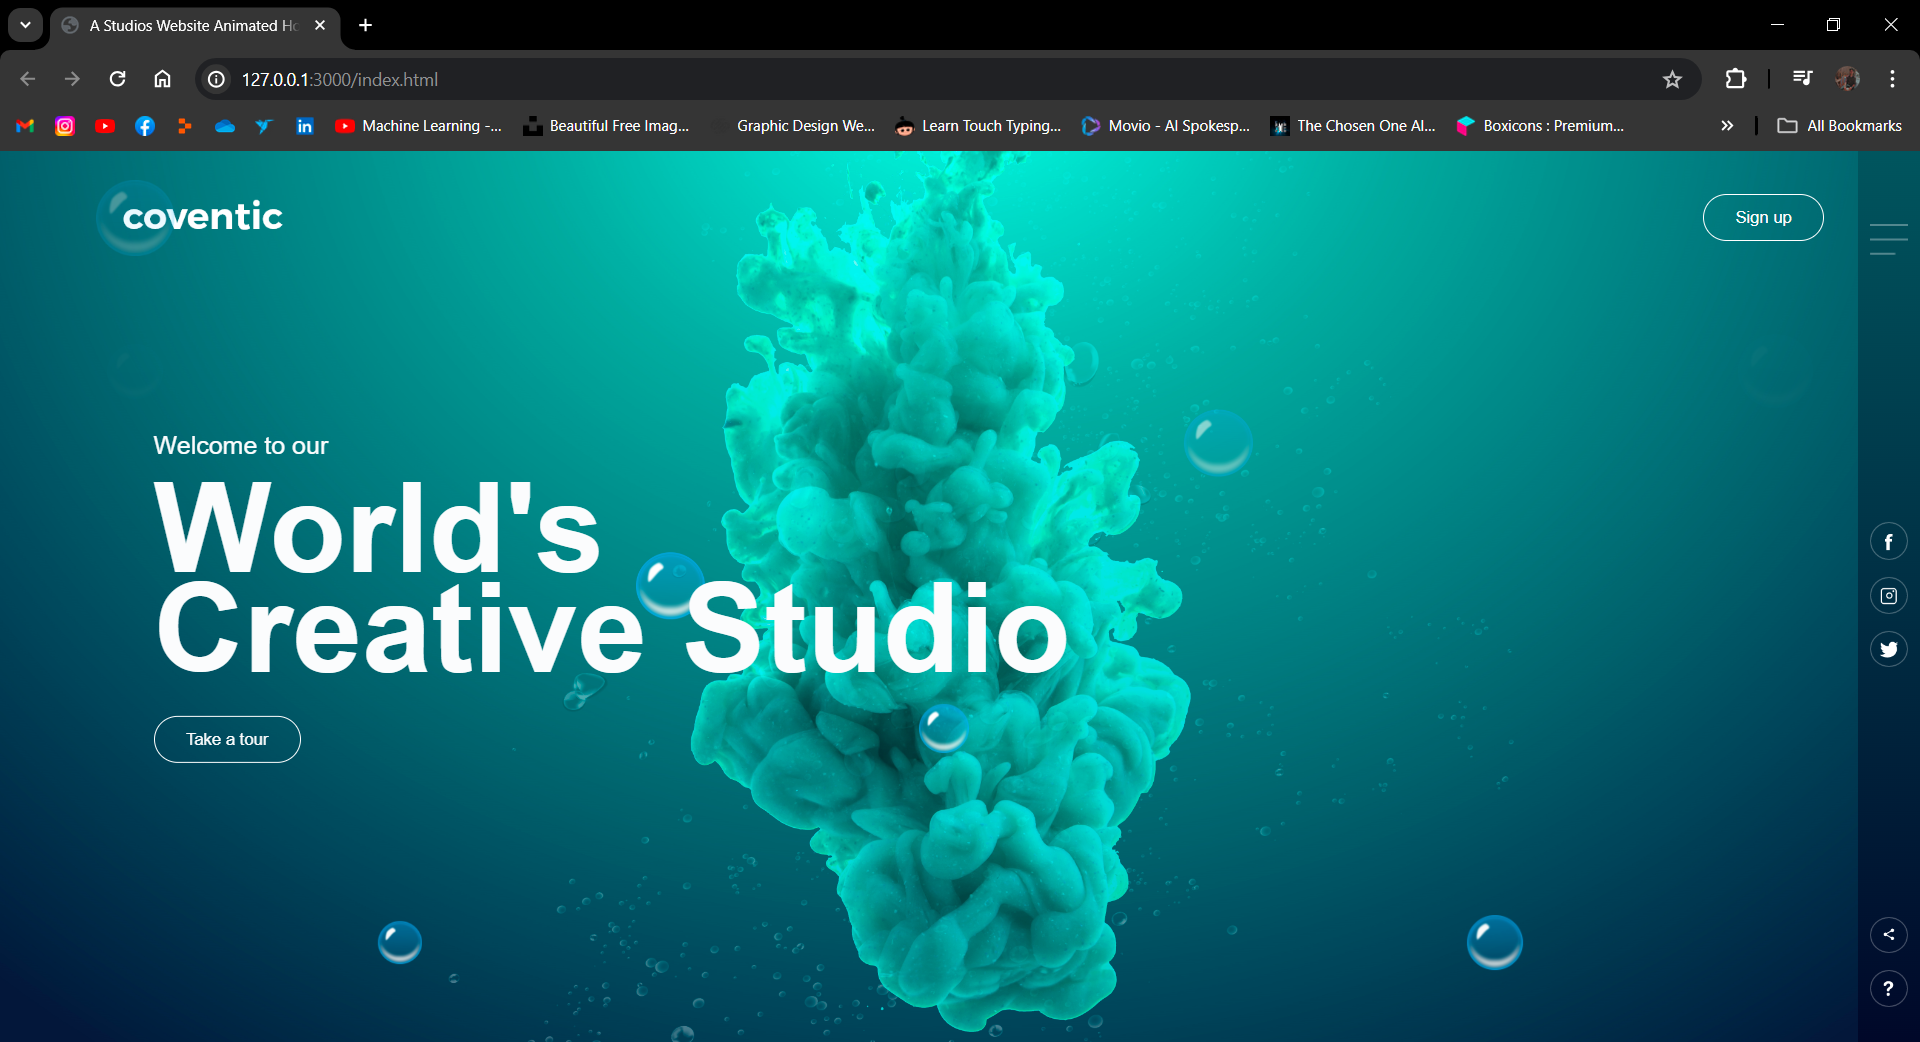 A Studios Website Animated Ho
127.0.0.1:3000/index.html
Machine Learning -...
Beautiful Free Imag...
Graphic Design We...
Learn Touch Typing...
Movio - AI Spokesp...
The Chosen One Al...
Boxicons : Premium...
All Bookmarks
coventic
Sign up
Welcome to our
World's
Creative Studio
Take a tour